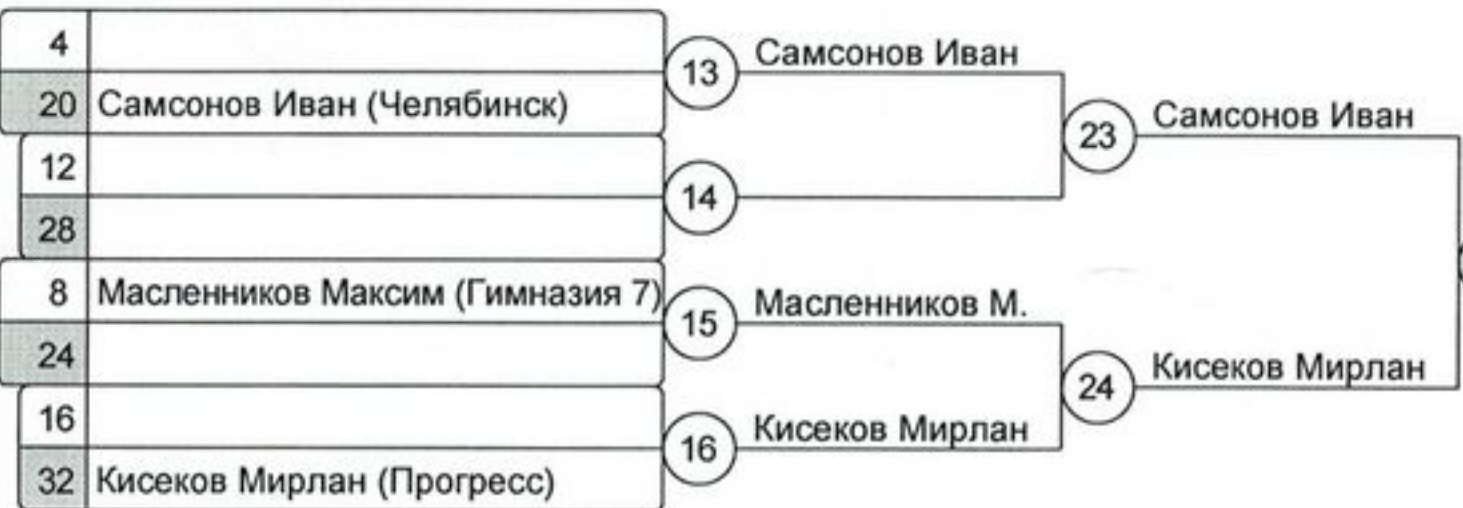 4
13
Самсонов Иван
20 Самсонов Иван (Челябинск)
23
Самсонов Иван
12
14
28
8 Масленников Максим (Гимназия 7)
15
Масленников М.
24
24
Кисеков Мирлан
16
16
Кисеков Мирлан
32 Кисеков Мирлан (Прогресс)